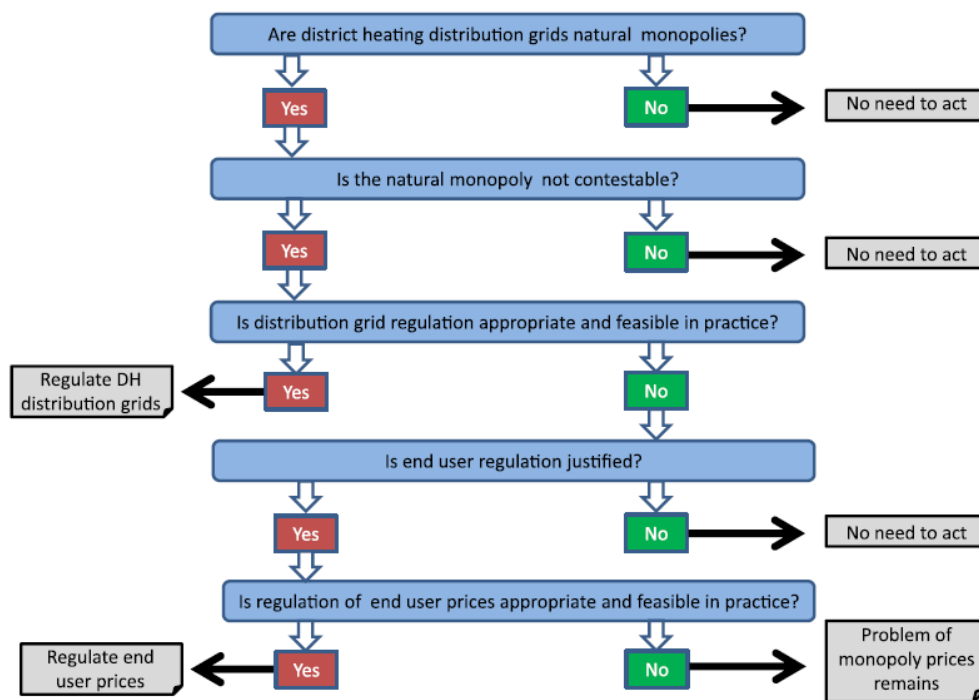 Are district heating distribution grids natural monopolies?
Yes
No
No need to act
Is the natural monopoly not contestable?
Yes
No
No need to act
Is distribution grid regulation appropriate and feasible in practice?
Regulate DH
distribution grids
Yes
No
Is end user regulation justified?
Yes
No
No need to act
Is regulation of end user prices appropriate and feasible in practice?
Regulate end
user prices
Yes
No
Problem of
monopoly prices
remains